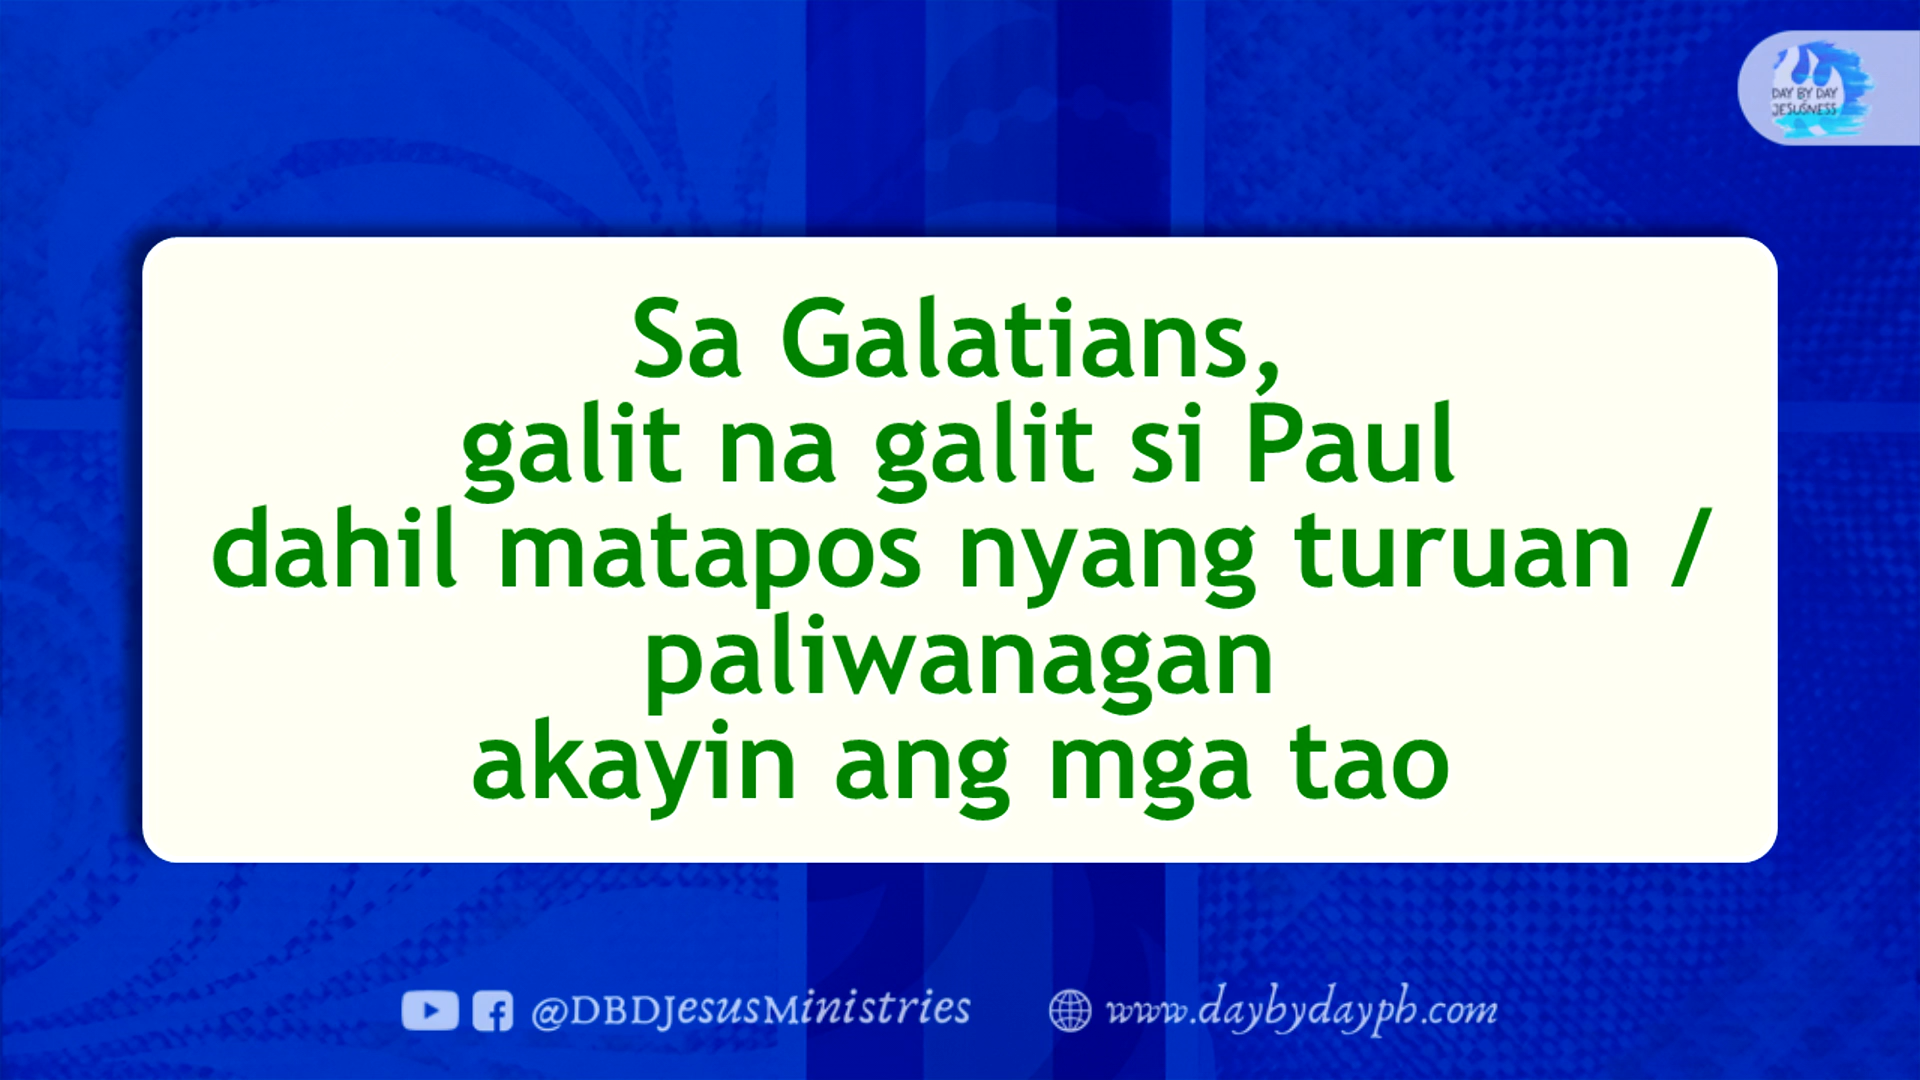 DAY BY DAY
JESUSNESS
Sa Galatians,
galit na galit si Paul
dahil matapos nyang turuan /
paliwanagan
akayin ang mga tao
@DBDJesusMinistries
www.daybydayph.com